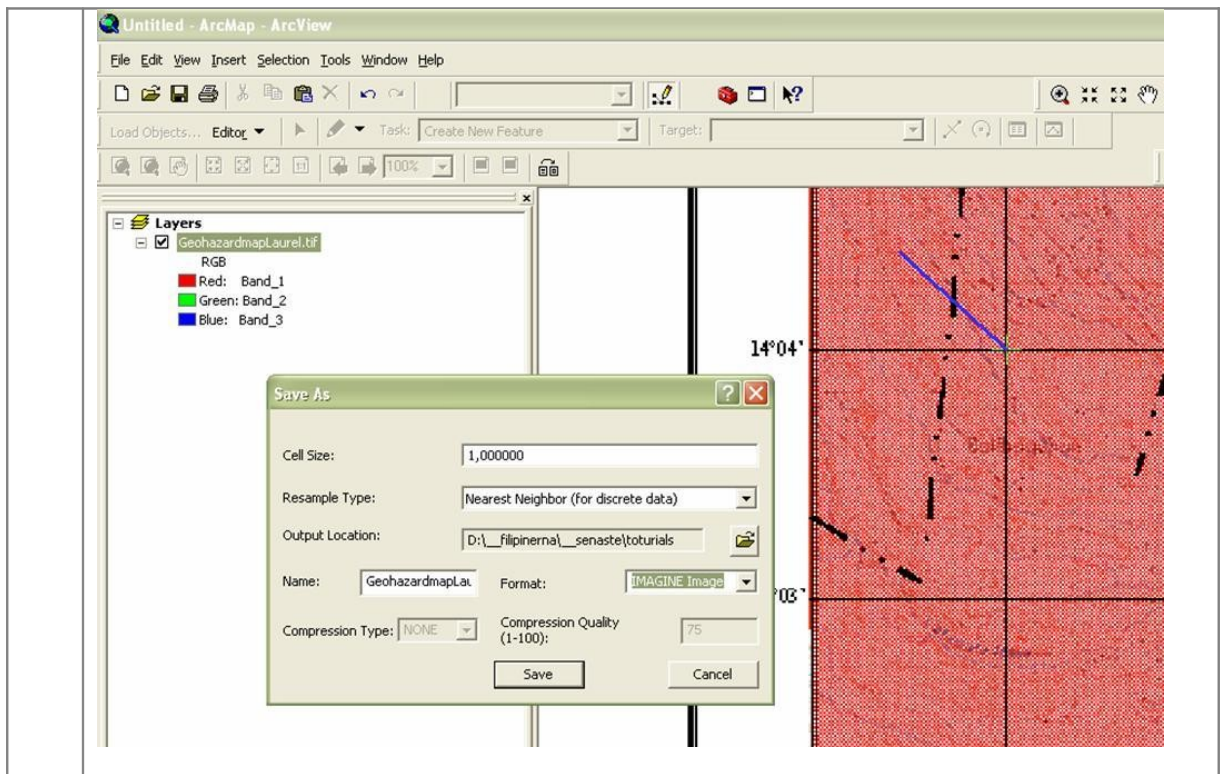 Untitled - ArcMap - ArcView
File Edit View Insert Selection Tools Window Help
Load Objects... Editor Task: Create New Feature Target:
100%
Layers
GeohazardmapLaurel.tif
RGB
Red: Band_1
Green: Band_2
Blue: Band_3
14°04'
Save As
Cell Size: 1,000000
Resample Type: Nearest Neighbor (for discrete data)
Output Location: D:\__filipinerna\__senaste\toturials
Name: GeohazardmapLau Format: IMAGINE Image
°03'
Compression Type: NONE Compression Quality (1-100): 75
Save Cancel